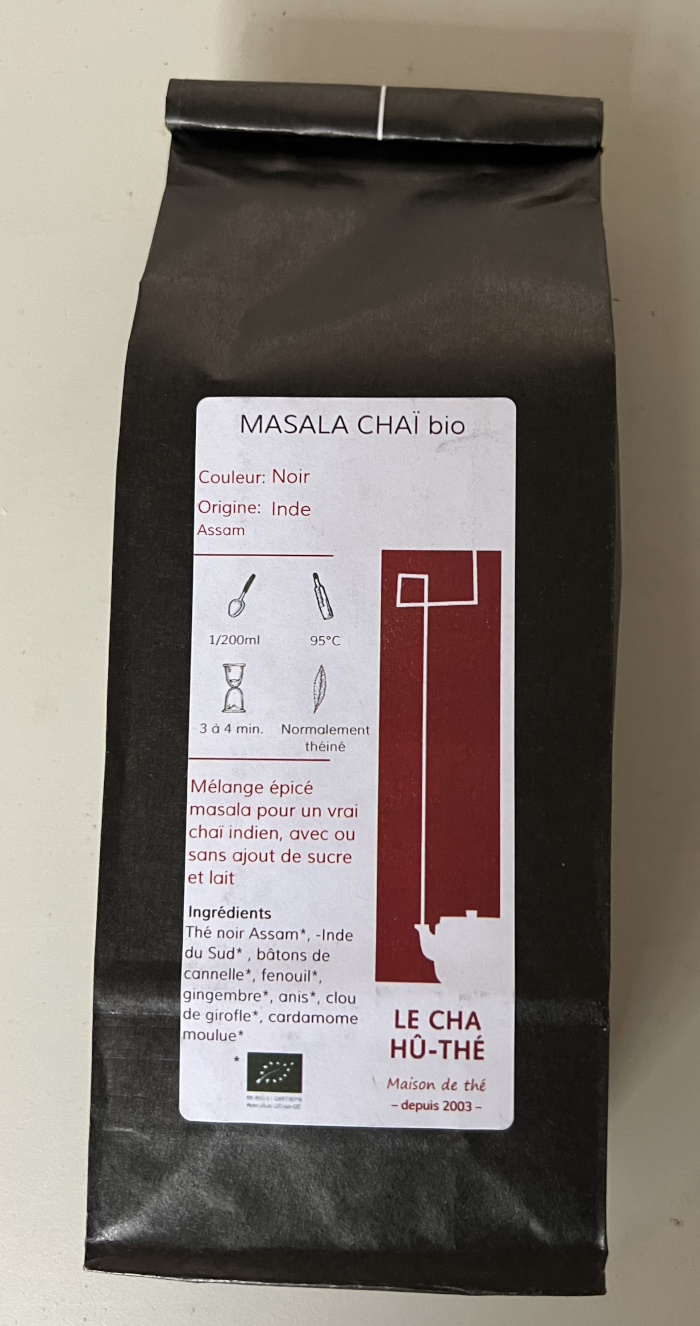 MASALA CHAÏ bio
Couleur: Noir
Origine: Inde
Assam
1/200ml
95°C
3 à 4 min.
Normalement
théiné
Mélange épicé
masala pour un vrai
chaï indien, avec ou
sans ajout de sucre
et lait
Ingrédients
Thé noir Assam*, -Inde
du Sud* , bâtons de
cannelle*, fenouil*,
gingembre*, anis*, clou
de girofle*, cardamome
moulue*
*
LE CHA
HÛ-THÉ
Maison de thé
– depuis 2003 –